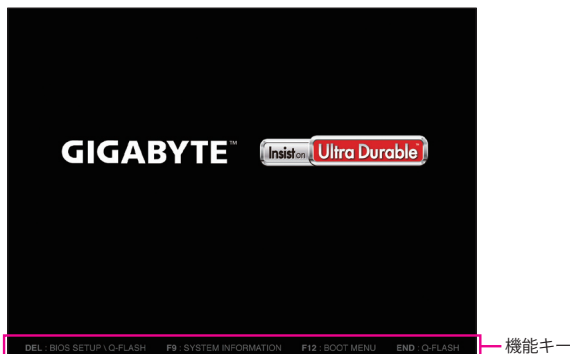 GIGABYTE™
Insist on Ultra Durable™
DEL : BIOS SETUP \ Q-FLASH F9 : SYSTEM INFORMATION F12 : BOOT MENU END : Q-FLASH
機能キー